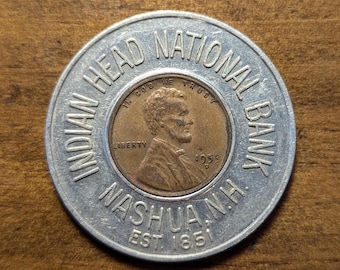 INDIAN HEAD NATIONAL BANK
IN GOD WE TRUST
LIBERTY
D
NASHUA, N.H.
EST. 1851